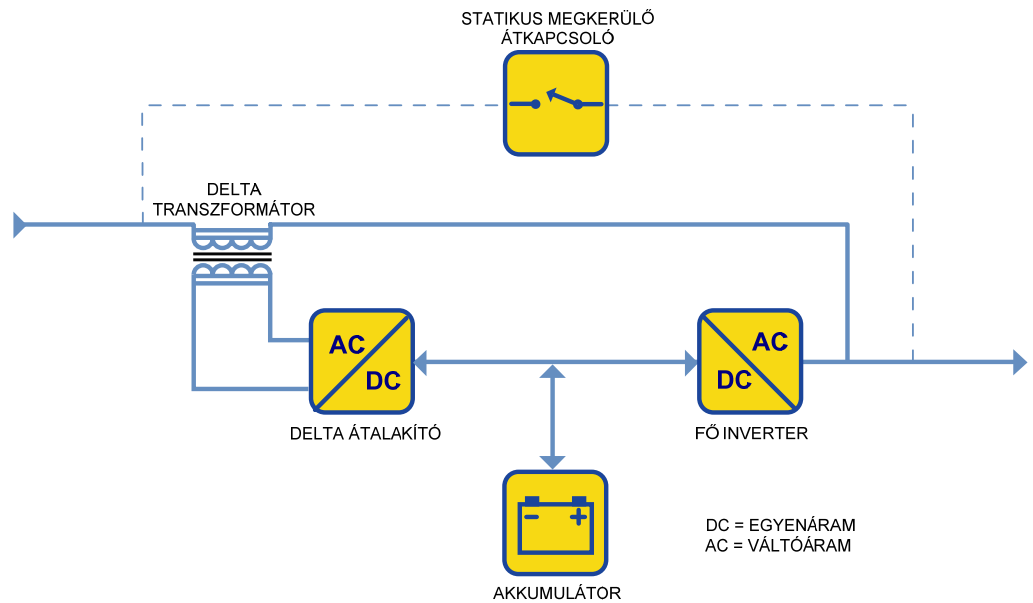 STATIKUS MEGKERÜLŐ
ÁTKAPCSOLÓ
DELTA
TRANSZFORMÁTOR
AC
DC
AC
DC
DELTA ÁTALAKÍTÓ
FŐ INVERTER
DC = EGYENÁRAM
AC = VÁLTÓÁRAM
AKKUMULÁTOR